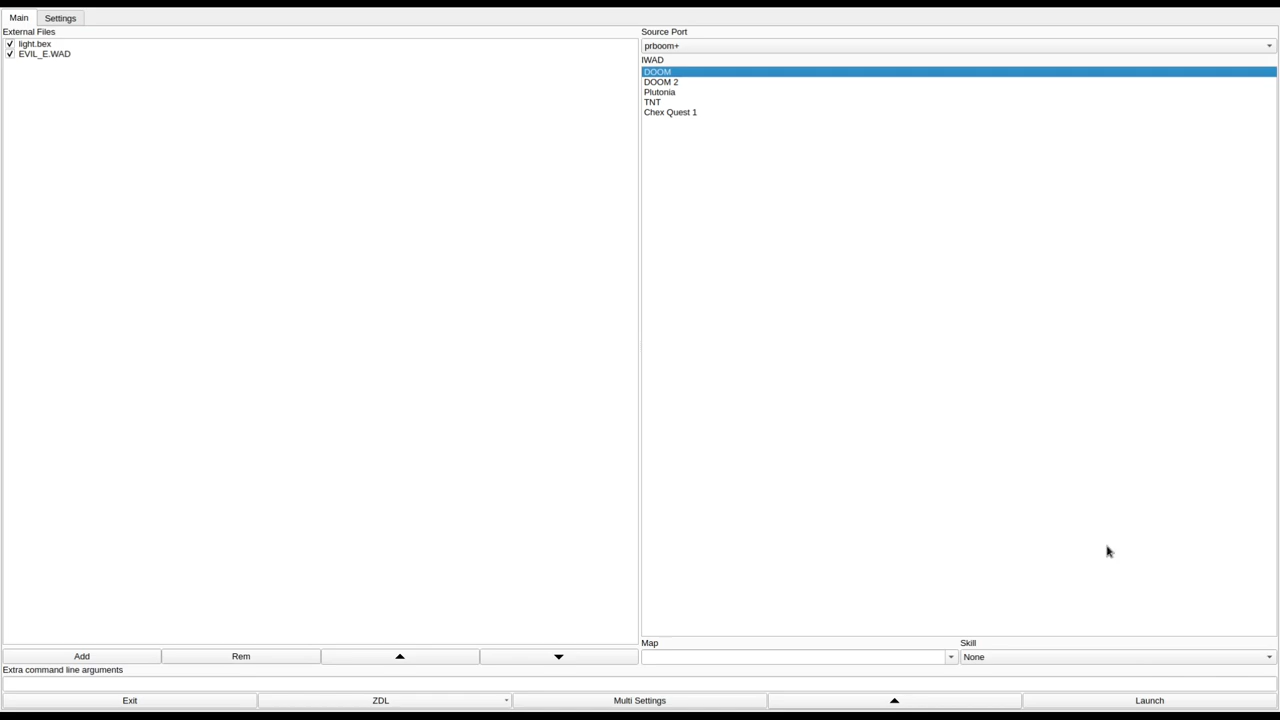 Main Settings
External Files
light.bex
EVIL_E.WAD
Source Port
prboom+
IWAD
DOOM
DOOM 2
Plutonia
TNT
Chex Quest 1
Add Rem
Map Skill
None
Extra command line arguments
Exit ZDL Multi Settings Launch